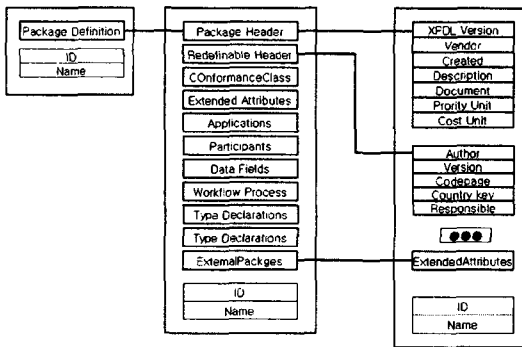 Package Definition
ID
Name
Package Header
Redefinable Header
COnformanceClass
Extended Attributes
Applications
Participants
Data Fields
Workflow Process
Type Declarations
Type Declarations
ExternalPackges
ID
Name
XPDL Version
Vendor
Created
Description
Document
Prority Unit
Cost Unit
Author
Version
Codepage
Country key
Responsible
ExtendedAttributes
ID
Name